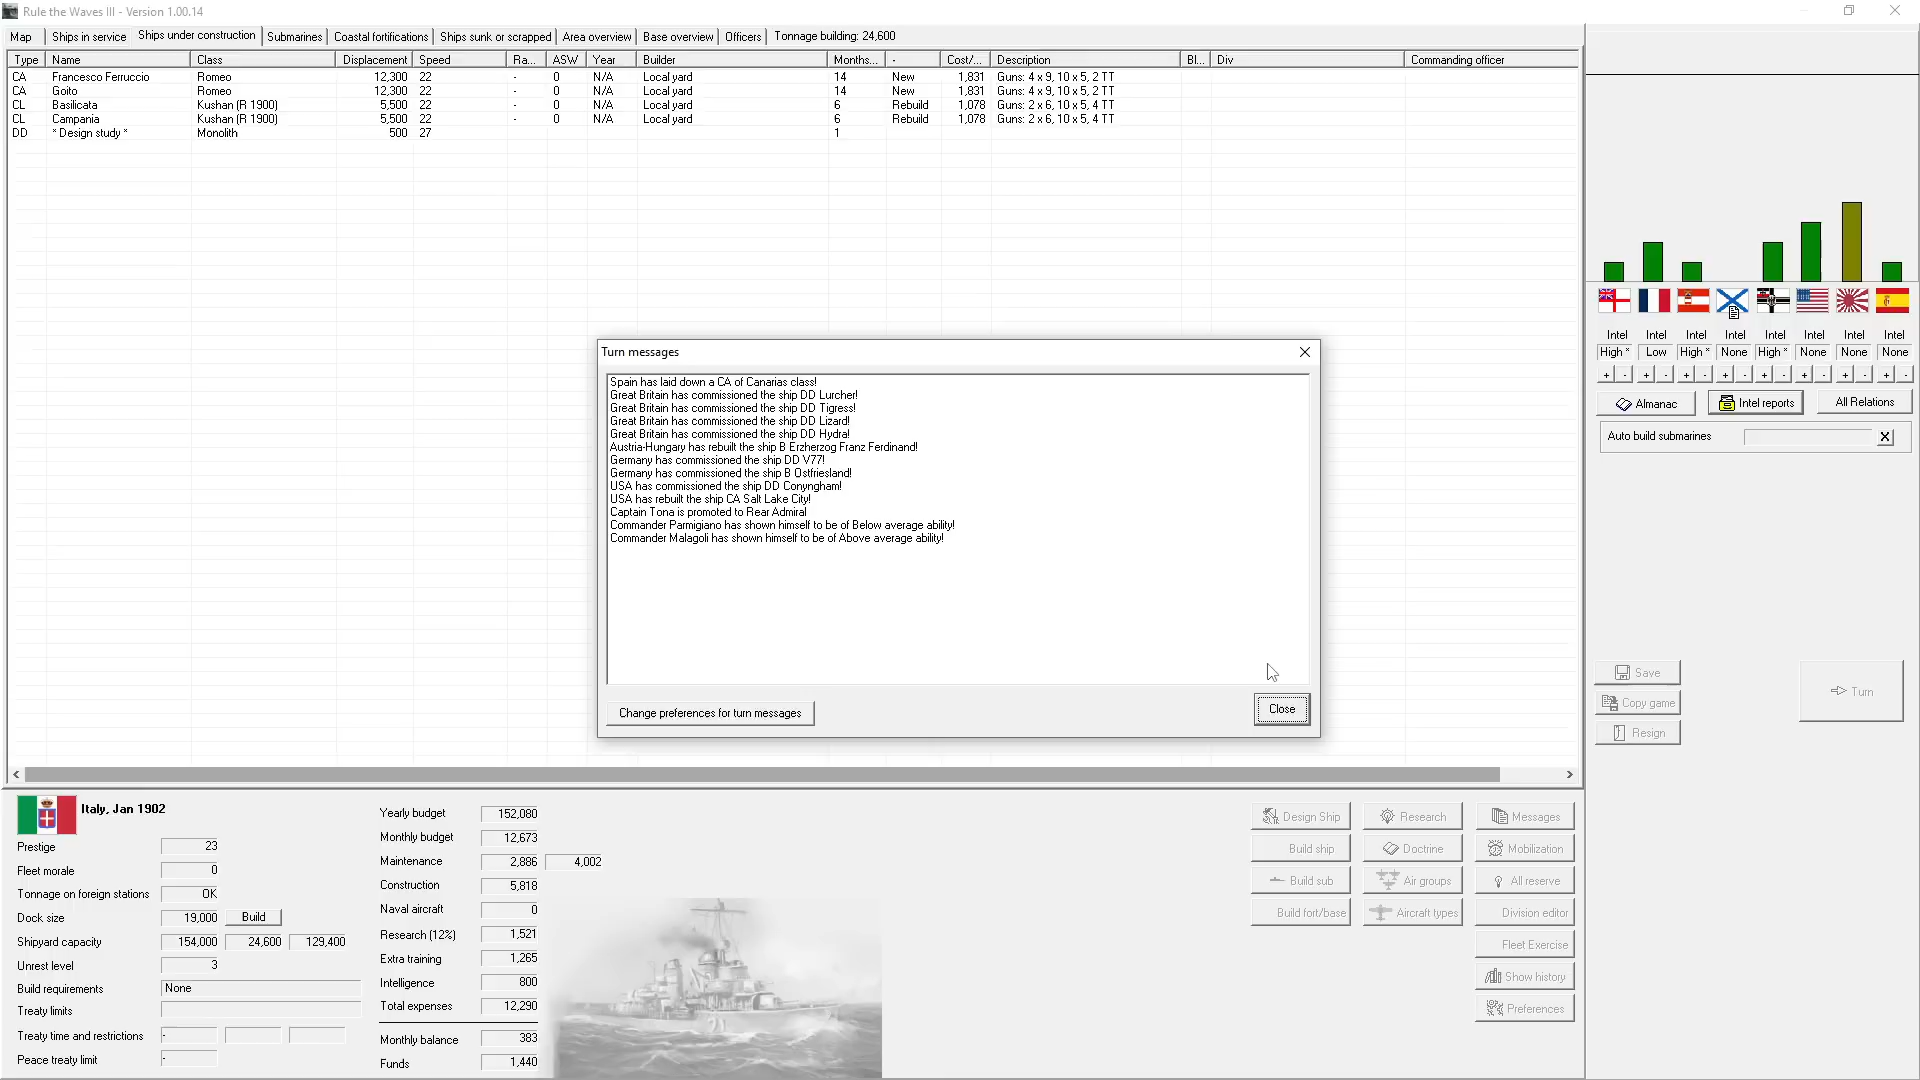 Rule the Waves III - Version 1.00.14
Map Ships in service Ships under construction Submarines Coastal fortifications Ships sunk or scrapped Area overview Base overview Officers Tonnage building: 24,600
Type Name Class Displacement Speed Ra... ASW Year Builder Months... - Cost/... Description Bl... Div Commanding officer
CA Francesco Ferruccio Romeo 12,300 22 - 0 N/A Local yard 14 New 1,831 Guns: 4 x 9, 10 x 5, 2 TT
CA Goito Romeo 12,300 22 - 0 N/A Local yard 14 New 1,831 Guns: 4 x 9, 10 x 5, 2 TT
CL Basilicata Kushan (R 1900) 5,500 22 - 0 N/A Local yard 6 Rebuild 1,078 Guns: 2 x 6, 10 x 5, 4 TT
CL Campania Kushan (R 1900) 5,500 22 - 0 N/A Local yard 6 Rebuild 1,078 Guns: 2 x 6, 10 x 5, 4 TT
DD * Design study * Monolith 500 27 1
Intel Intel Intel Intel Intel Intel Intel Intel
High * Low High * None High * None None None
+ - + - + - + - + - + - + - + -
Almanac Intel reports All Relations
Auto build submarines X
Turn messages
Spain has laid down a CA of Canarias class!
Great Britain has commissioned the ship DD Lurcher!
Great Britain has commissioned the ship DD Tigress!
Great Britain has commissioned the ship DD Lizard!
Great Britain has commissioned the ship DD Hydra!
Austria-Hungary has rebuilt the ship B Erzherzog Franz Ferdinand!
Germany has commissioned the ship DD V77!
Germany has commissioned the ship B Ostfriesland!
USA has commissioned the ship DD Conyngham!
USA has rebuilt the ship CA Salt Lake City!
Captain Tona is promoted to Rear Admiral
Commander Parmigiano has shown himself to be of Below average ability!
Commander Malagoli has shown himself to be of Above average ability!
Change preferences for turn messages Close
Save
Copy game
Resign
Turn
Italy, Jan 1902
Prestige 23
Fleet morale 0
Tonnage on foreign stations OK
Dock size 19,000 Build
Shipyard capacity 154,000 24,600 129,400
Unrest level 3
Build requirements None
Treaty limits
Treaty time and restrictions -
Peace treaty limit -
Yearly budget 152,080
Monthly budget 12,673
Maintenance 2,886 4,002
Construction 5,818
Naval aircraft 0
Research (12%) 1,521
Extra training 1,265
Intelligence 800
Total expenses 12,290
Monthly balance 383
Funds 1,440
Design Ship Research Messages
Build ship Doctrine Mobilization
Build sub Air groups All reserve
Build fort/base Aircraft types Division editor
Fleet Exercise
Show history
Preferences